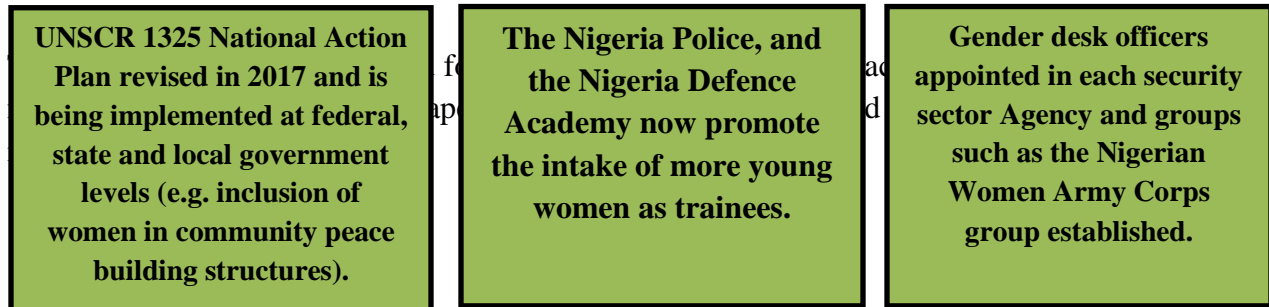 UNSCR 1325 National Action
Plan revised in 2017 and is
being implemented at federal,
state and local government
levels (e.g. inclusion of
women in community peace
building structures).
The Nigeria Police, and
the Nigeria Defence
Academy now promote
the intake of more young
women as trainees.
Gender desk officers
appointed in each security
sector Agency and groups
such as the Nigerian
Women Army Corps
group established.